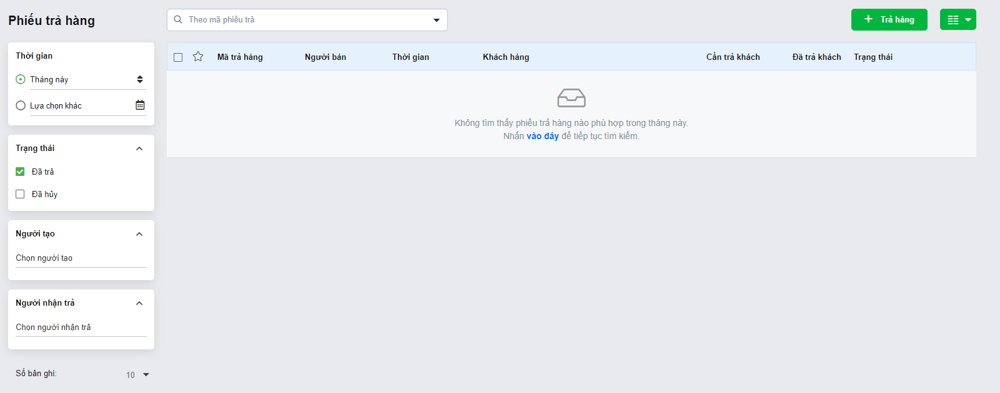 Phiếu trả hàng
Theo mã phiếu trả
Trả hàng
Thời gian
Tháng này
Lựa chọn khác
Trạng thái
Đã trả
Đã hủy
Người tạo
Chọn người tạo
Người nhận trả
Chọn người nhận trả
Số bản ghi: 10
Mã trả hàng Người bán Thời gian Khách hàng Cần trả khách Đã trả khách Trạng thái
Không tìm thấy phiếu trả hàng nào phù hợp trong tháng này.
Nhấn vào đây để tiếp tục tìm kiếm.